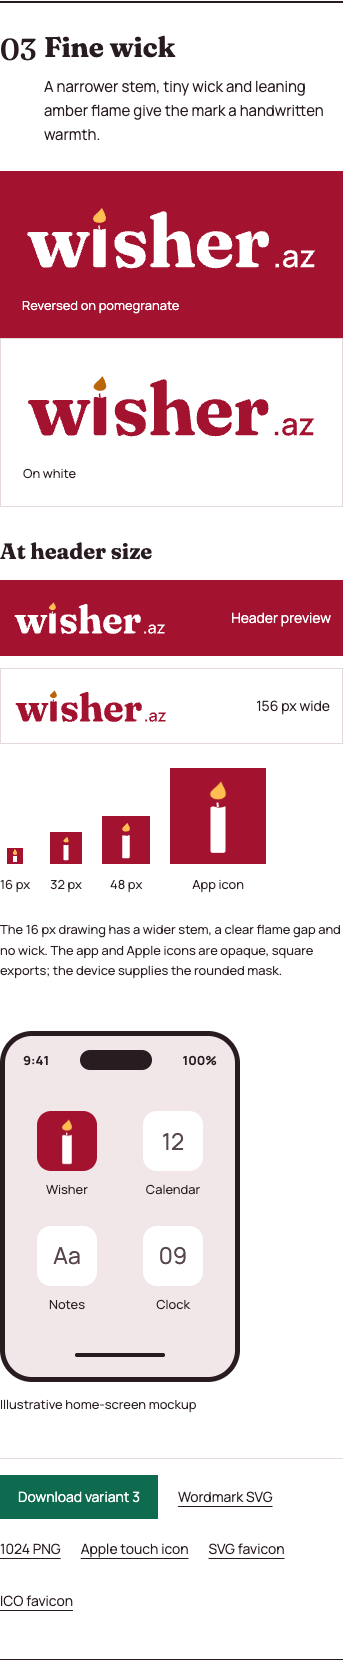 03 Fine wick
A narrower stem, tiny wick and leaning
amber flame give the mark a handwritten
warmth.
wisher.az
Reversed on pomegranate
wisher.az
On white
At header size
wisher.az Header preview
wisher.az 156 px wide
16 px 32 px 48 px App icon
The 16 px drawing has a wider stem, a clear flame gap and
no wick. The app and Apple icons are opaque, square
exports; the device supplies the rounded mask.
9:41 100%
12
Wisher Calendar
Aa 09
Notes Clock
Illustrative home-screen mockup
Download variant 3 Wordmark SVG
1024 PNG Apple touch icon SVG favicon
ICO favicon